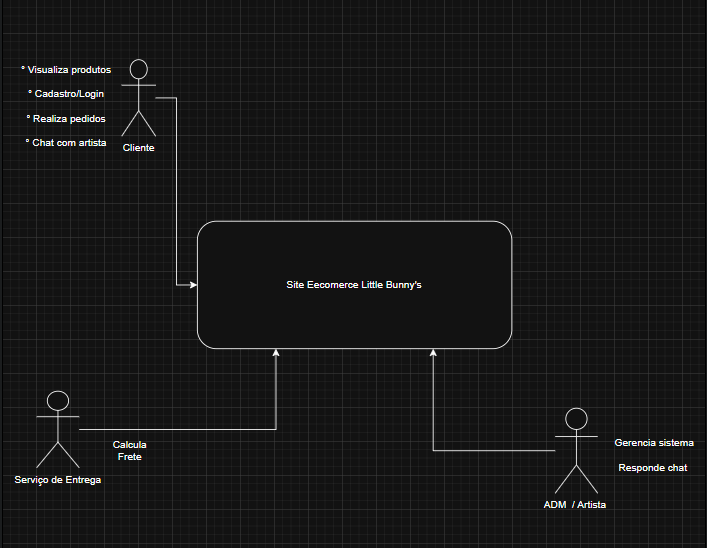 ° Visualiza produtos
° Cadastro/Login
° Realiza pedidos
° Chat com artista
Cliente
Site Eecomerce Little Bunny's
Calcula
Frete
Serviço de Entrega
Gerencia sistema
Responde chat
ADM / Artista